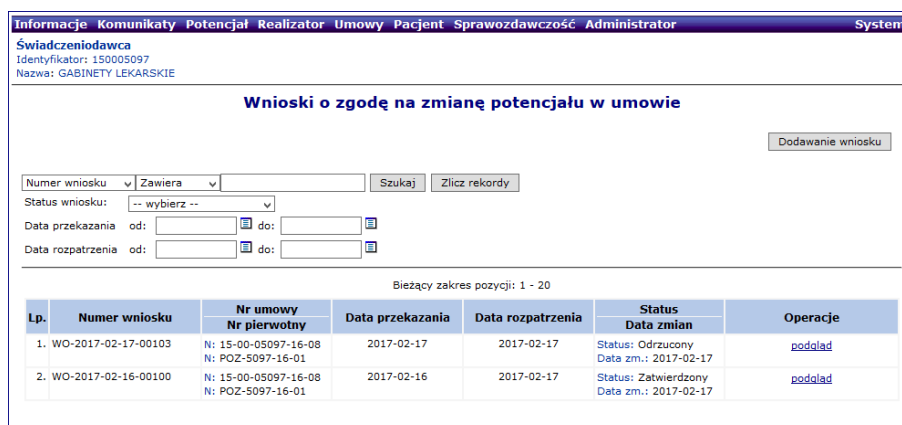 Informacje Komunikaty Potencjał Realizator Umowy Pacjent Sprawozdawczość Administrator System
Świadczeniodawca
Identyfikator: 150005097
Nazwa: GABINETY LEKARSKIE
Wnioski o zgodę na zmianę potencjału w umowie
Dodawanie wniosku
Numer wniosku Zawiera Szukaj Zlicz rekordy
Status wniosku: -- wybierz --
Data przekazania od: do:
Data rozpatrzenia od: do:
Bieżący zakres pozycji: 1 - 20
Lp. Numer wniosku Nr umowy Nr pierwotny Data przekazania Data rozpatrzenia Status Data zmian Operacje
1. WO-2017-02-17-00103 N: 15-00-05097-16-08 2017-02-17 2017-02-17 Status: Odrzucony podgląd
N: POZ-5097-16-01 Data zm.: 2017-02-17
2. WO-2017-02-16-00100 N: 15-00-05097-16-08 2017-02-16 2017-02-17 Status: Zatwierdzony podgląd
N: POZ-5097-16-01 Data zm.: 2017-02-17